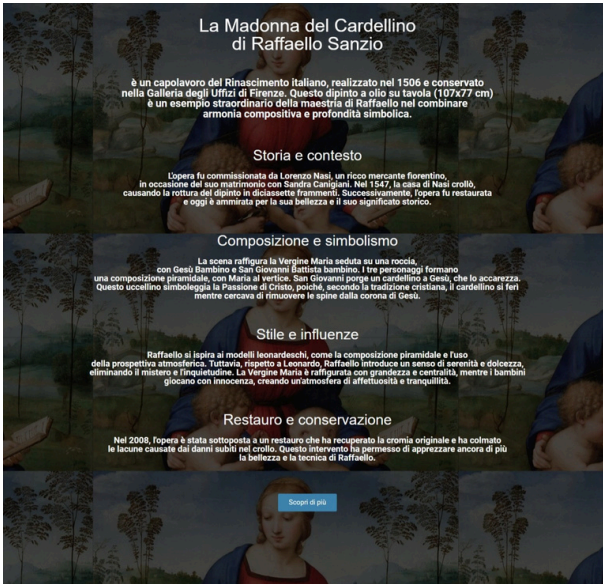 La Madonna del Cardellino
di Raffaello Sanzio
è un capolavoro del Rinascimento italiano, realizzato nel 1506 e conservato
nella Galleria degli Uffizi di Firenze. Questo dipinto a olio su tavola (107x77 cm)
è un esempio straordinario della maestria di Raffaello nel combinare
armonia compositiva e profondità simbolica.
Storia e contesto
L'opera fu commissionata da Lorenzo Nasi, un ricco mercante fiorentino,
in occasione del suo matrimonio con Sandra Canigiani. Nel 1547, la casa di Nasi crollò,
causando la rottura del dipinto in diciassette frammenti. Successivamente, l'opera fu restaurata
e oggi è ammirata per la sua bellezza e il suo significato storico.
Composizione e simbolismo
La scena raffigura la Vergine Maria seduta su una roccia,
con Gesù Bambino e San Giovanni Battista bambino. I tre personaggi formano
una composizione piramidale, con Maria al vertice. San Giovanni porge un cardellino a Gesù, che lo accarezza.
Questo uccellino simboleggia la Passione di Cristo, poiché, secondo la tradizione cristiana, il cardellino si ferì
mentre cercava di rimuovere le spine dalla corona di Gesù.
Stile e influenze
Raffaello si ispira ai modelli leonardeschi, come la composizione piramidale e l'uso
della prospettiva atmosferica. Tuttavia, rispetto a Leonardo, Raffaello introduce un senso di serenità e dolcezza,
eliminando il mistero e l'inquietudine. La Vergine Maria è raffigurata con grandezza e centralità, mentre i bambini
giocano con innocenza, creando un'atmosfera di affettuosità e tranquillità.
Restauro e conservazione
Nel 2008, l'opera è stata sottoposta a un restauro che ha recuperato la cromia originale e ha colmato
le lacune causate dai danni subiti nel crollo. Questo intervento ha permesso di apprezzare ancora di più
la bellezza e la tecnica di Raffaello.
Scopri di più